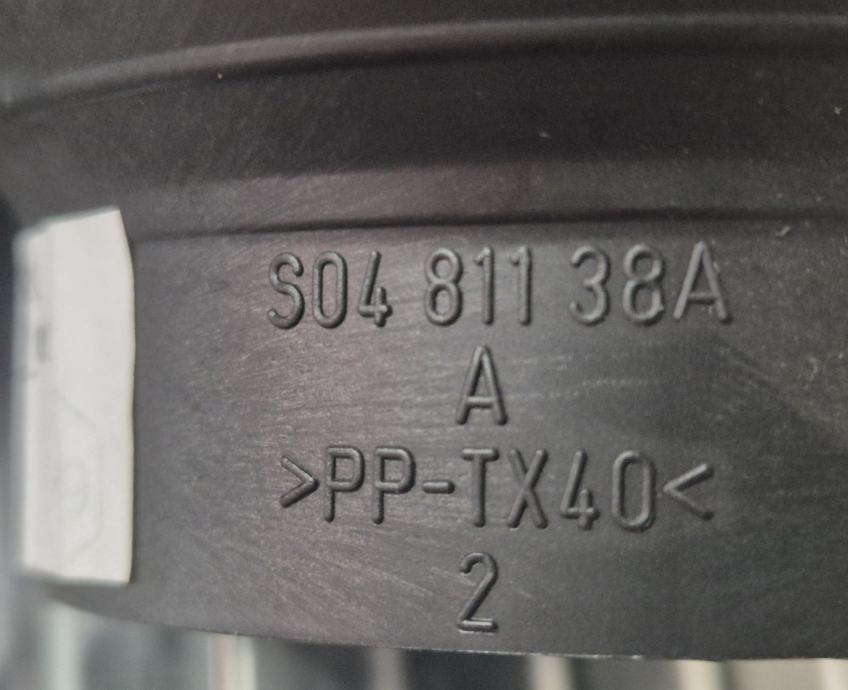 S04 811 38A
A
>PP-TX40<
2